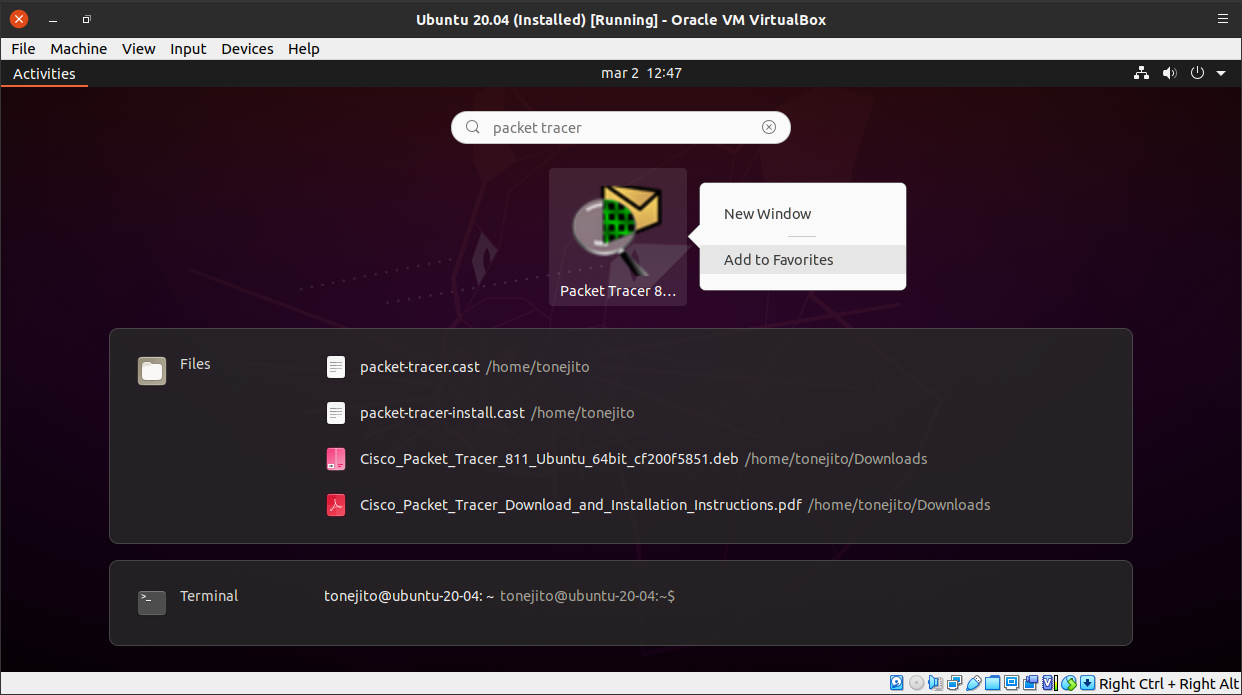 Ubuntu 20.04 (Installed) [Running] - Oracle VM VirtualBox
File Machine View Input Devices Help
Activities mar 2 12:47
packet tracer
New Window
Add to Favorites
Packet Tracer 8...
Files packet-tracer.cast /home/tonejito
packet-tracer-install.cast /home/tonejito
Cisco_Packet_Tracer_811_Ubuntu_64bit_cf200f5851.deb /home/tonejito/Downloads
Cisco_Packet_Tracer_Download_and_Installation_Instructions.pdf /home/tonejito/Downloads
Terminal tonejito@ubuntu-20-04: ~ tonejito@ubuntu-20-04:~$
Right Ctrl + Right Alt